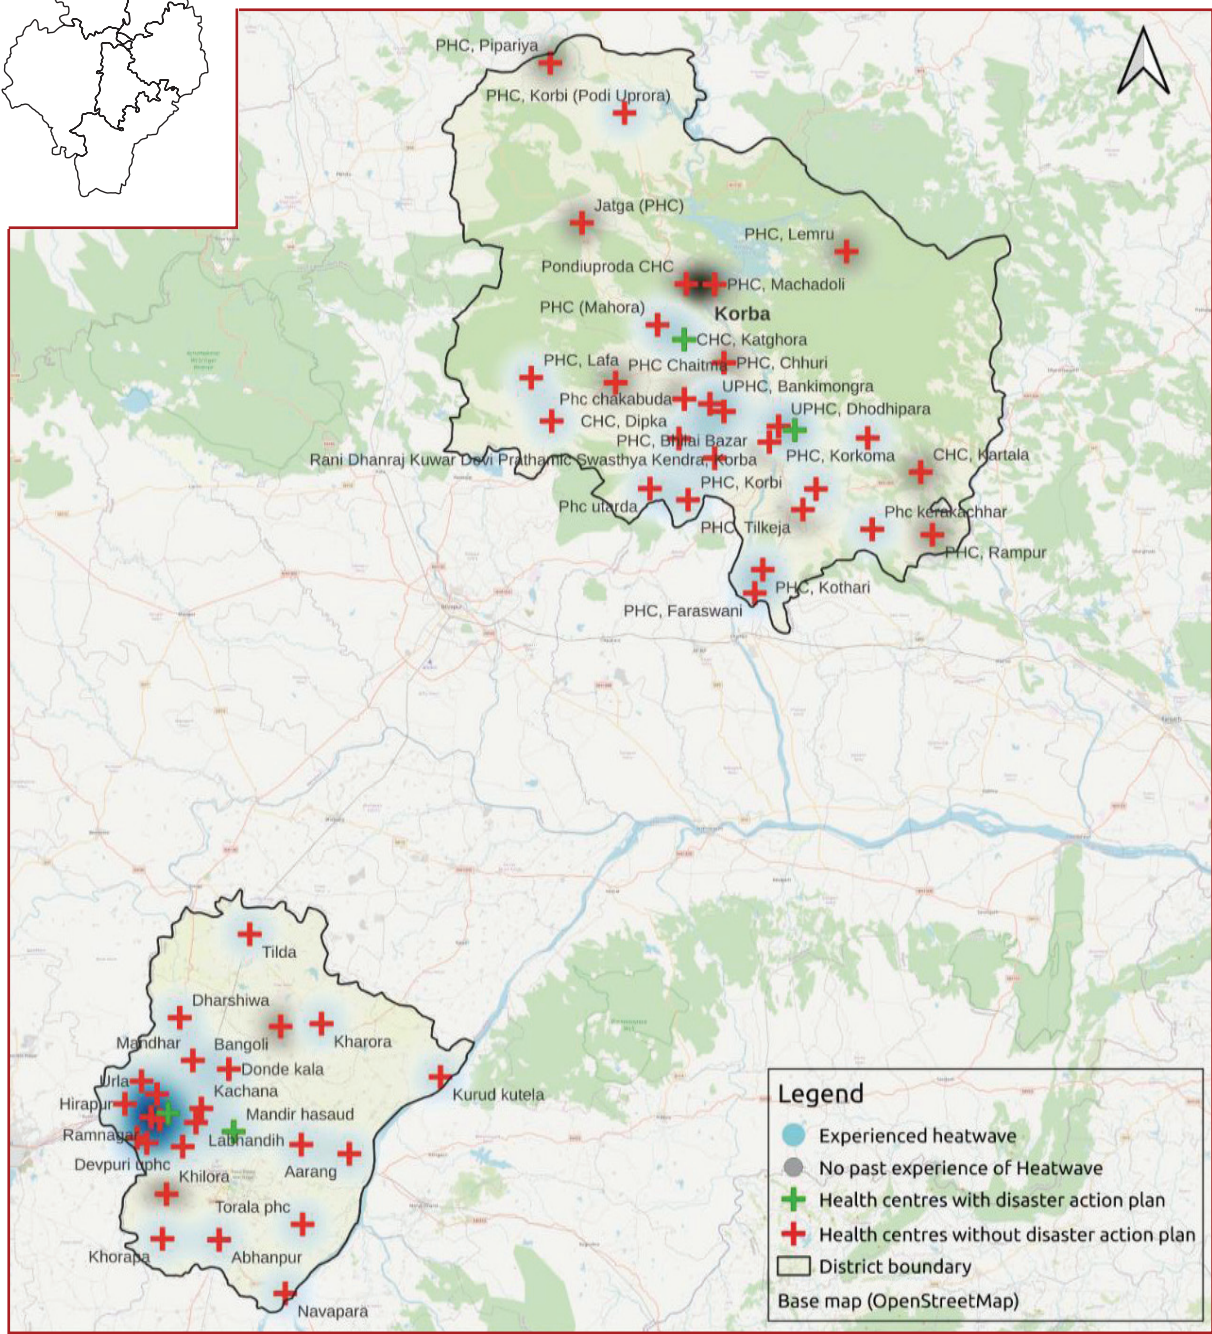 PHC, Pipariya
PHC, Korbi (Podi Uprora)
Jatga (PHC)
PHC, Lemru
Pondiuproda CHC
PHC, Machadoli
PHC (Mahora)
Korba
CHC, Katghora
PHC, Lafa
PHC Chaitma
PHC, Chhuri
UPHC, Bankimongra
Phc chakabuda
UPHC, Dhodhipara
CHC, Dipka
PHC, Bhilai Bazar
PHC, Korkoma
CHC, Kartala
Rani Dhanraj Kuwar Devi Prathamic Swasthya Kendra, Korba
PHC, Korbi
Phc utarda
Phc kerakachhar
PHC, Tilkeja
PHC, Rampur
PHC, Kothari
PHC, Faraswani
Tilda
Dharshiwa
Mandhar
Bangoli
Kharora
Donde kala
Urla
Kachana
Kurud kutela
Hirapur
Mandir hasaud
Ramnagar
Labhandih
Devpuri uphc
Khilora
Aarang
Torala phc
Khorapa
Abhanpur
Navapara
Legend
Experienced heatwave
No past experience of Heatwave
Health centres with disaster action plan
Health centres without disaster action plan
District boundary
Base map (OpenStreetMap)